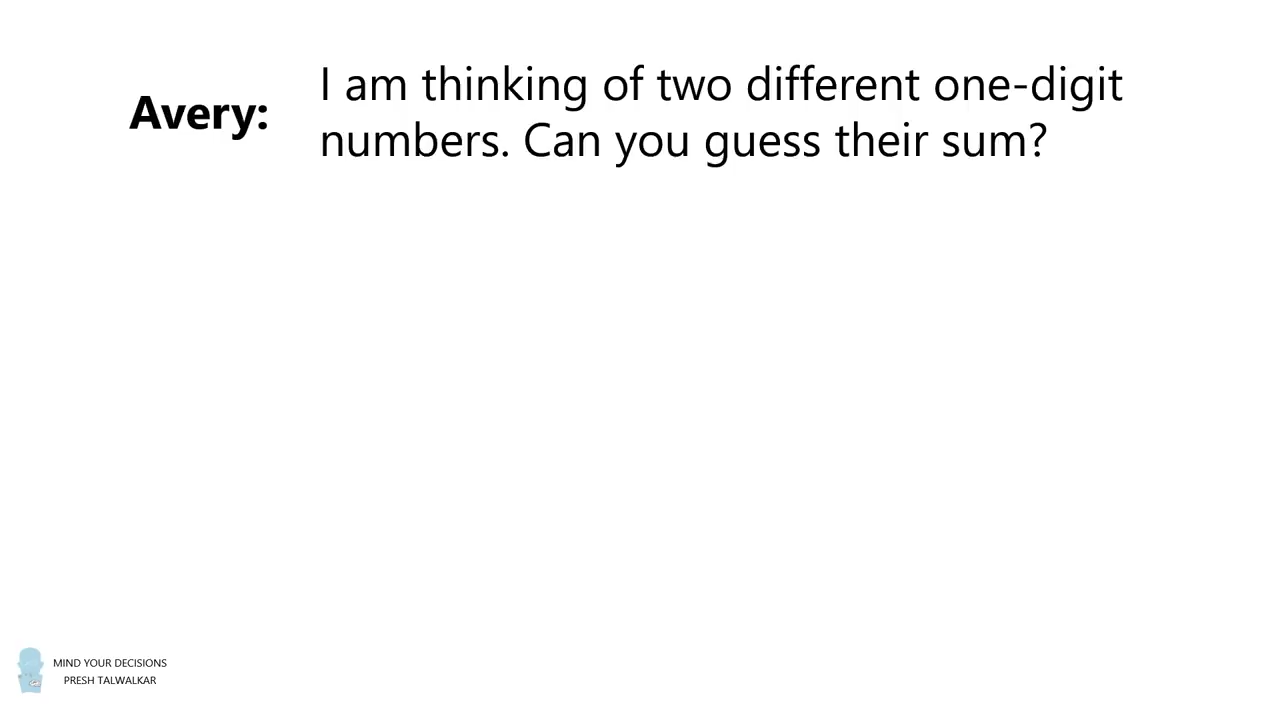 Avery:
I am thinking of two different one-digit
numbers. Can you guess their sum?
MIND YOUR DECISIONS
PRESH TALWALKAR